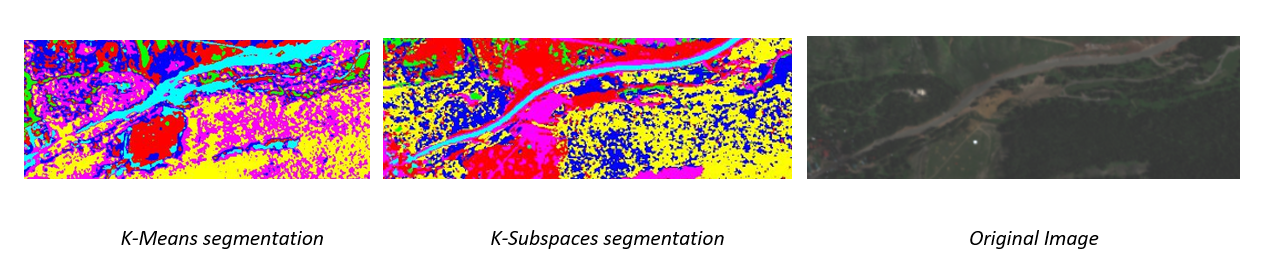 K-Means segmentation
K-Subspaces segmentation
Original Image